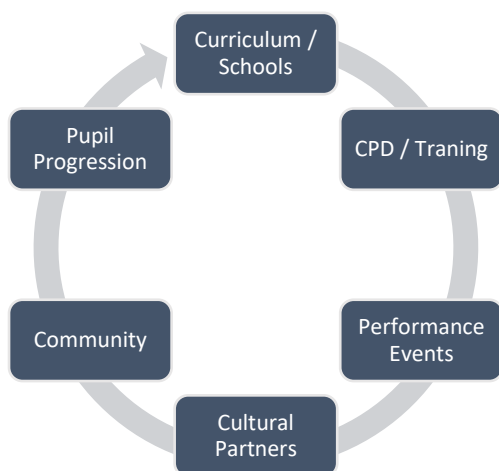 Curriculum /
Schools
CPD / Traning
Performance
Events
Cultural
Partners
Community
Pupil
Progression